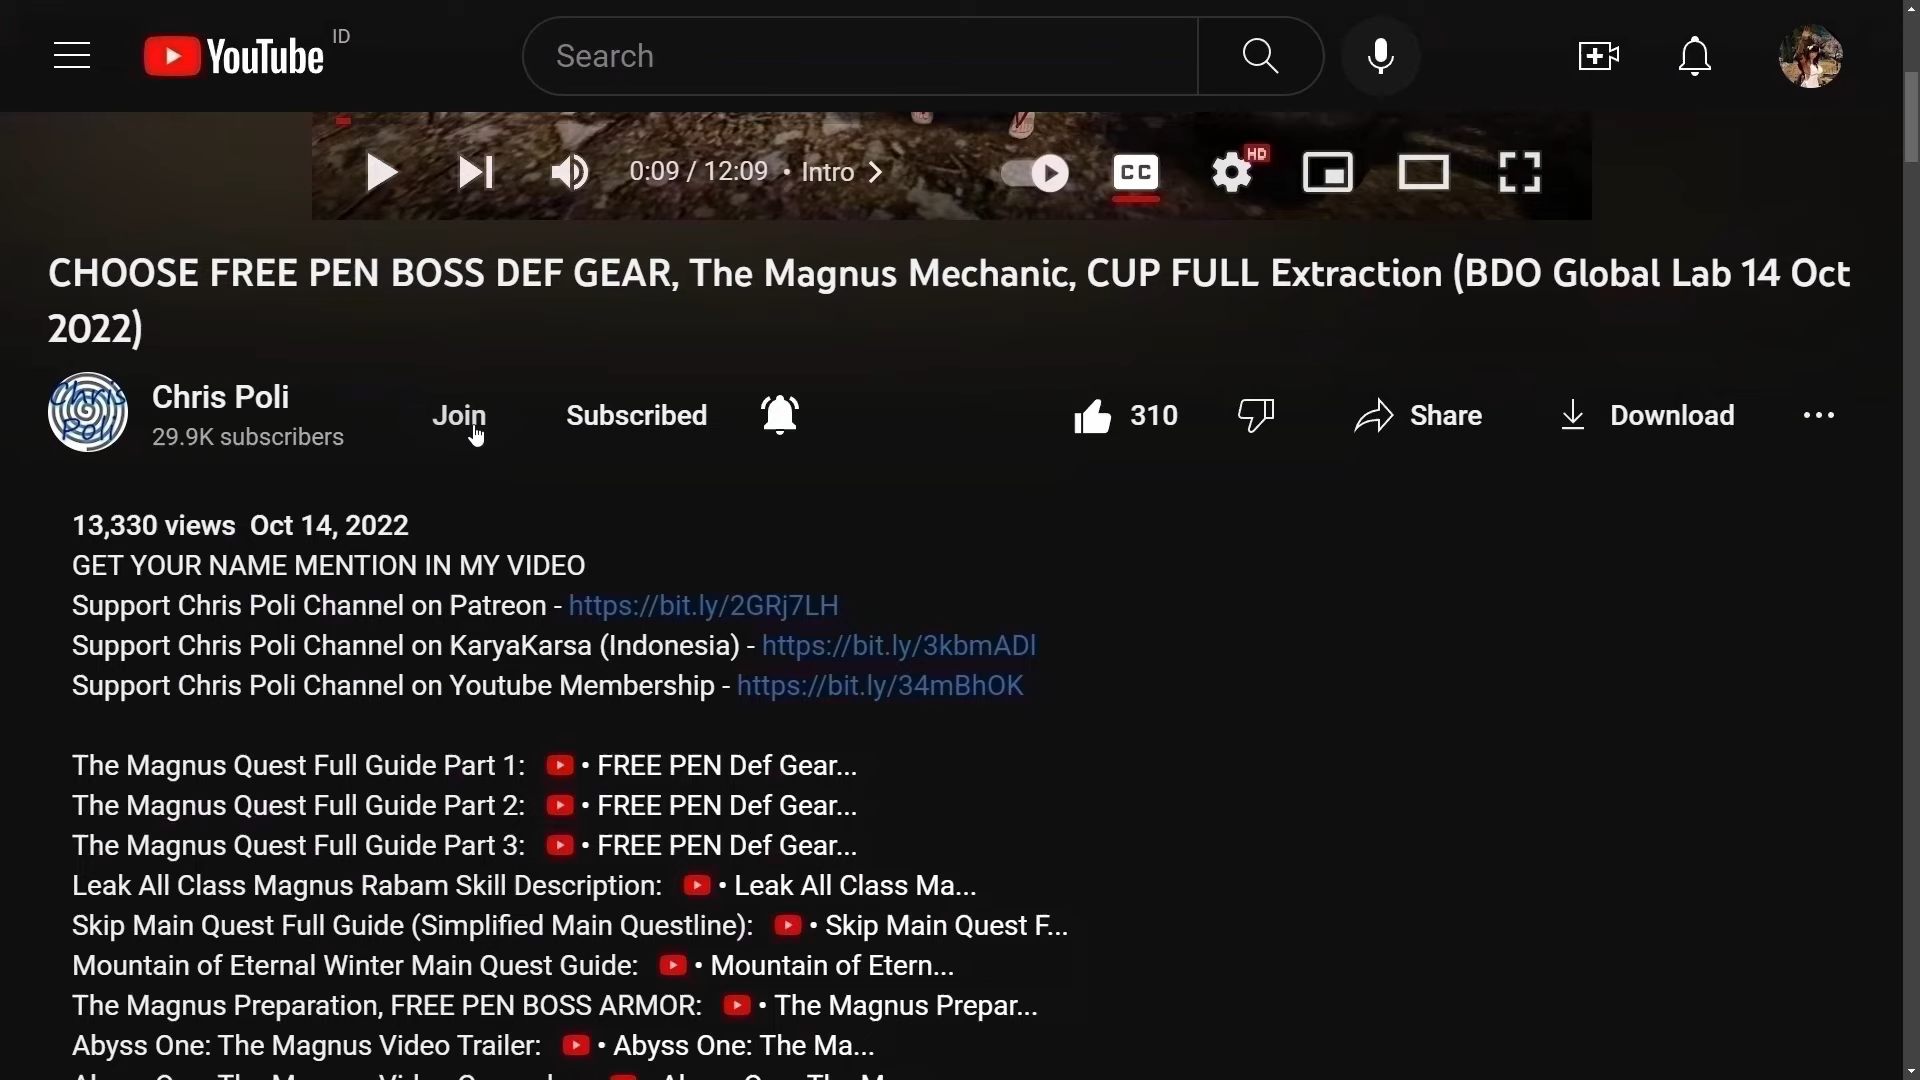 YouTube ID
Search
0:09 / 12:09 • Intro
CC
HD
CHOOSE FREE PEN BOSS DEF GEAR, The Magnus Mechanic, CUP FULL Extraction (BDO Global Lab 14 Oct
2022)
Chris Poli
Chris Poli
29.9K subscribers
Join
Subscribed
310
Share
Download
13,330 views Oct 14, 2022
GET YOUR NAME MENTION IN MY VIDEO
Support Chris Poli Channel on Patreon - https://bit.ly/2GRj7LH
Support Chris Poli Channel on KaryaKarsa (Indonesia) - https://bit.ly/3kbmADl
Support Chris Poli Channel on Youtube Membership - https://bit.ly/34mBhOK
The Magnus Quest Full Guide Part 1: • FREE PEN Def Gear...
The Magnus Quest Full Guide Part 2: • FREE PEN Def Gear...
The Magnus Quest Full Guide Part 3: • FREE PEN Def Gear...
Leak All Class Magnus Rabam Skill Description: • Leak All Class Ma...
Skip Main Quest Full Guide (Simplified Main Questline): • Skip Main Quest F...
Mountain of Eternal Winter Main Quest Guide: • Mountain of Etern...
The Magnus Preparation, FREE PEN BOSS ARMOR: • The Magnus Prepar...
Abyss One: The Magnus Video Trailer: • Abyss One: The Ma...